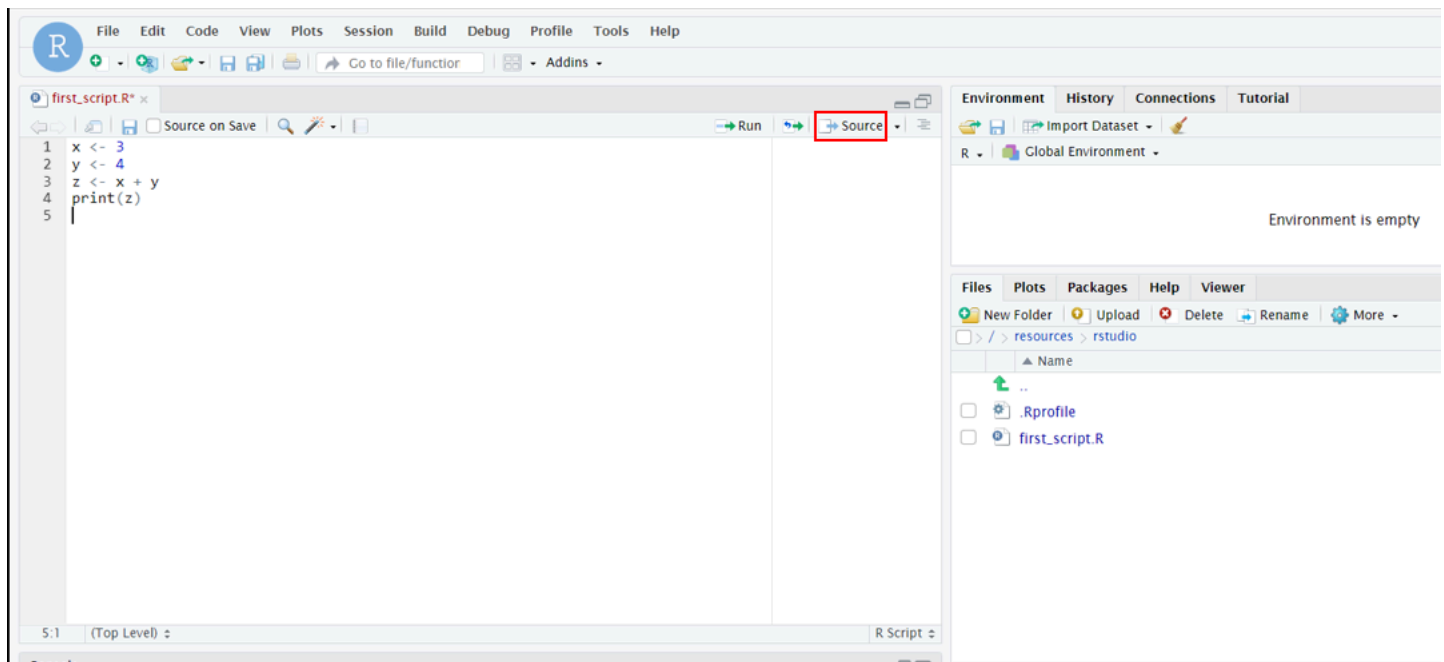 R
File Edit Code View Plots Session Build Debug Profile Tools Help
Go to file/function Addins
first_script.R*
Source on Save Run Source
1 x <- 3
2 y <- 4
3 z <- x + y
4 print(z)
5
5:1 (Top Level) R Script
Environment History Connections Tutorial
Import Dataset
R Global Environment
Environment is empty
Files Plots Packages Help Viewer
New Folder Upload Delete Rename More
/ resources rstudio
Name
..
.Rprofile
first_script.R